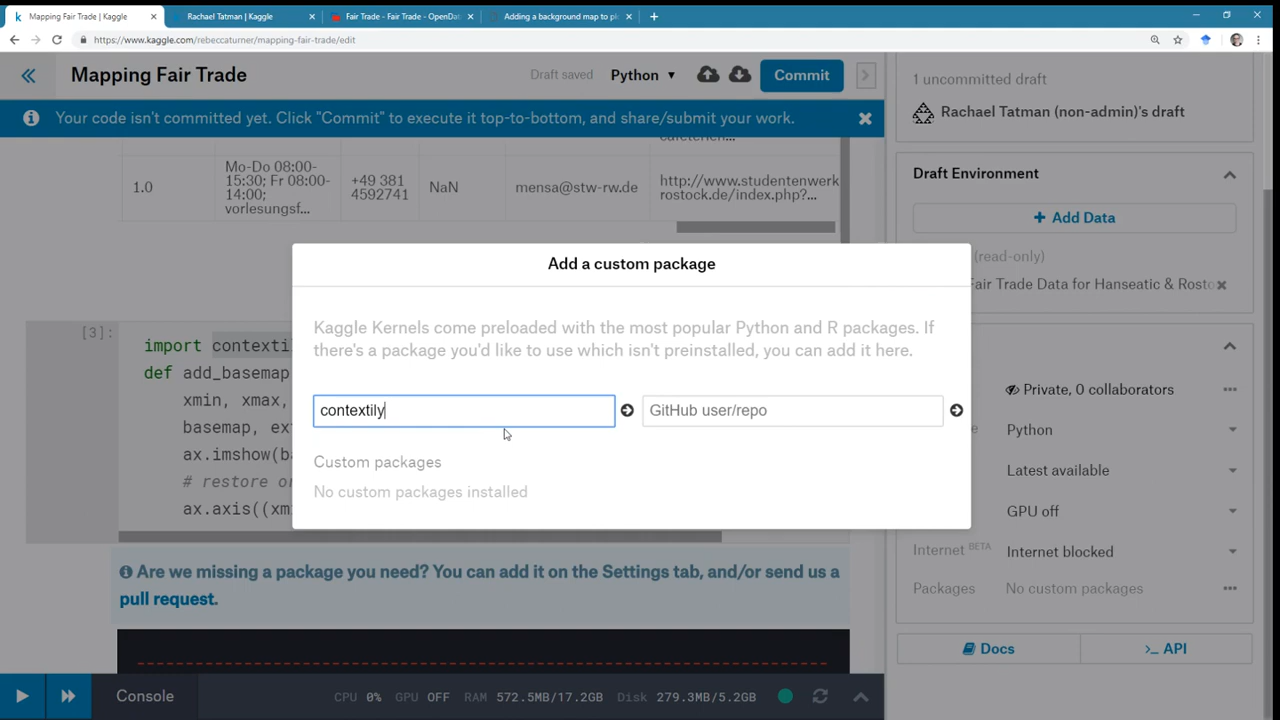 Mapping Fair Trade | Kaggle
Rachael Tatman | Kaggle
Fair Trade - Fair Trade - OpenDat
Adding a background map to pl
https://www.kaggle.com/rebeccaturner/mapping-fair-trade/edit
Mapping Fair Trade
Draft saved
Python
Commit
Your code isn't committed yet. Click "Commit" to execute it top-to-bottom, and share/submit your work.
1 uncommitted draft
Rachael Tatman (non-admin)'s draft
1.0
Mo-Do 08:00-
15:30; Fr 08:00-
14:00;
vorlesungsf...
+49 381
4592741
NaN
mensa@stw-rw.de
http://www.studentenwerk
rostock.de/index.php?...
Draft Environment
+ Add Data
(read-only)
Fair Trade Data for Hanseatic & Rosto
Add a custom package
Kaggle Kernels come preloaded with the most popular Python and R packages. If
there's a package you'd like to use which isn't preinstalled, you can add it here.
contextily
GitHub user/repo
Custom packages
No custom packages installed
[3]:
import contextil
def add_basemap
xmin, xmax,
basemap, ex
ax.imshow(ba
# restore or
ax.axis((xmi
Private, 0 collaborators
Python
Latest available
GPU off
Internet BETA
Internet blocked
Packages
No custom packages
Are we missing a package you need? You can add it on the Settings tab, and/or send us a
pull request.
Docs
>_ API
Console
CPU 0% GPU OFF RAM 572.5MB/17.2GB Disk 279.3MB/5.2GB